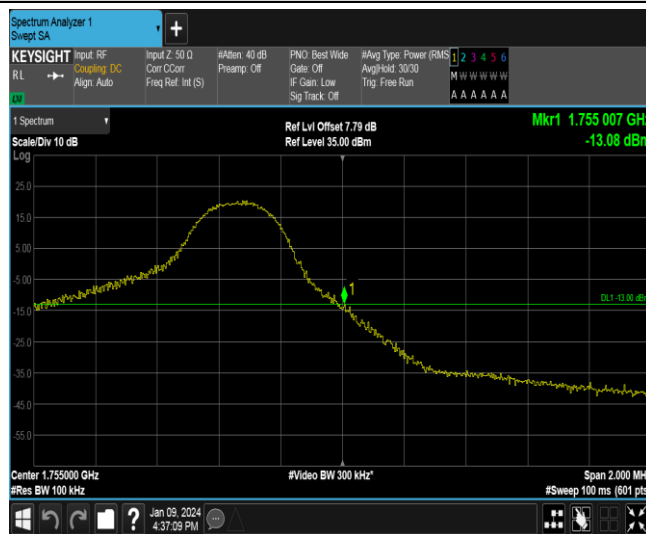 Spectrum Analyzer 1
Swept SA
+
KEYSIGHT Input: RF Input Z: 50 Ω #Atten: 40 dB PNO: Best Wide #Avg Type: Power (RMS 1 2 3 4 5 6
RL Coupling: DC Corr CCorr Preamp: Off Gate: Off Avg|Hold: 30/30 M W W W W W
Align: Auto Freq Ref: Int (S) IF Gain: Low Trig: Free Run
Sig Track: Off A A A A A A
LXI
1 Spectrum Ref Lvl Offset 7.79 dB Mkr1 1.755 007 GHz
Scale/Div 10 dB Ref Level 35.00 dBm -13.08 dBm
Log
25.0
15.0
5.00
1
-5.00
DL1 -13.00 dBm
-15.0
-25.0
-35.0
-45.0
-55.0
Center 1.755000 GHz #Video BW 300 kHz* Span 2.000 MH
#Res BW 100 kHz #Sweep 100 ms (601 pts
? Jan 09, 2024
4:37:09 PM